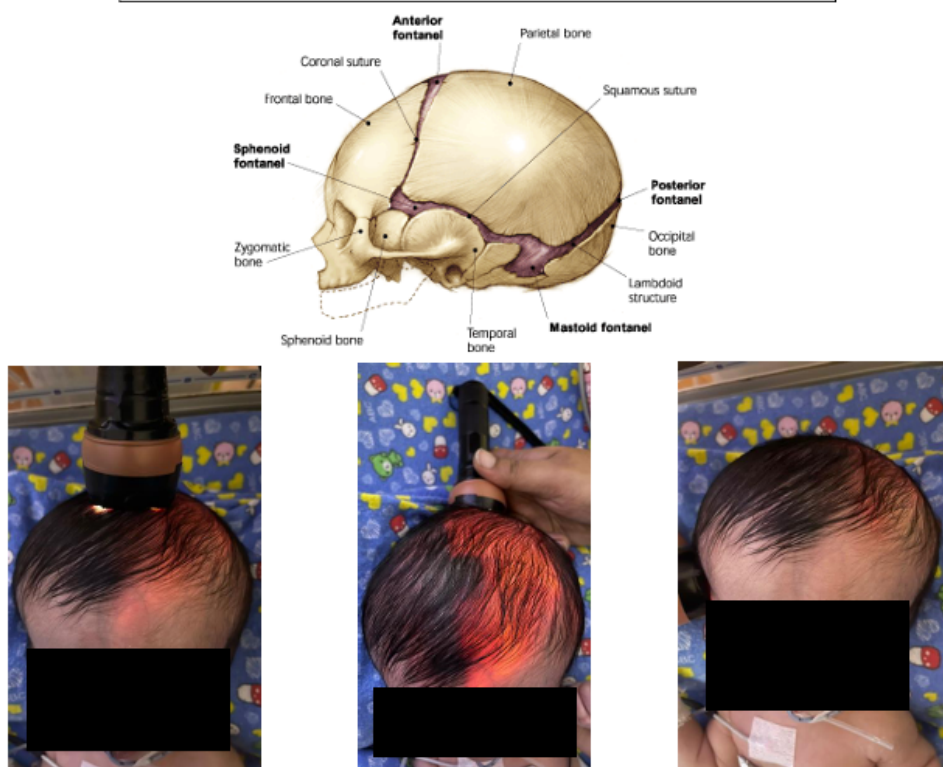 Anterior
fontanel
Parietal bone
Coronal suture
Squamous suture
Frontal bone
Sphenoid
fontanel
Posterior
fontanel
Occipital
bone
Zygomatic
bone
Lambdoid
structure
Mastoid fontanel
Sphenoid bone
Temporal
bone